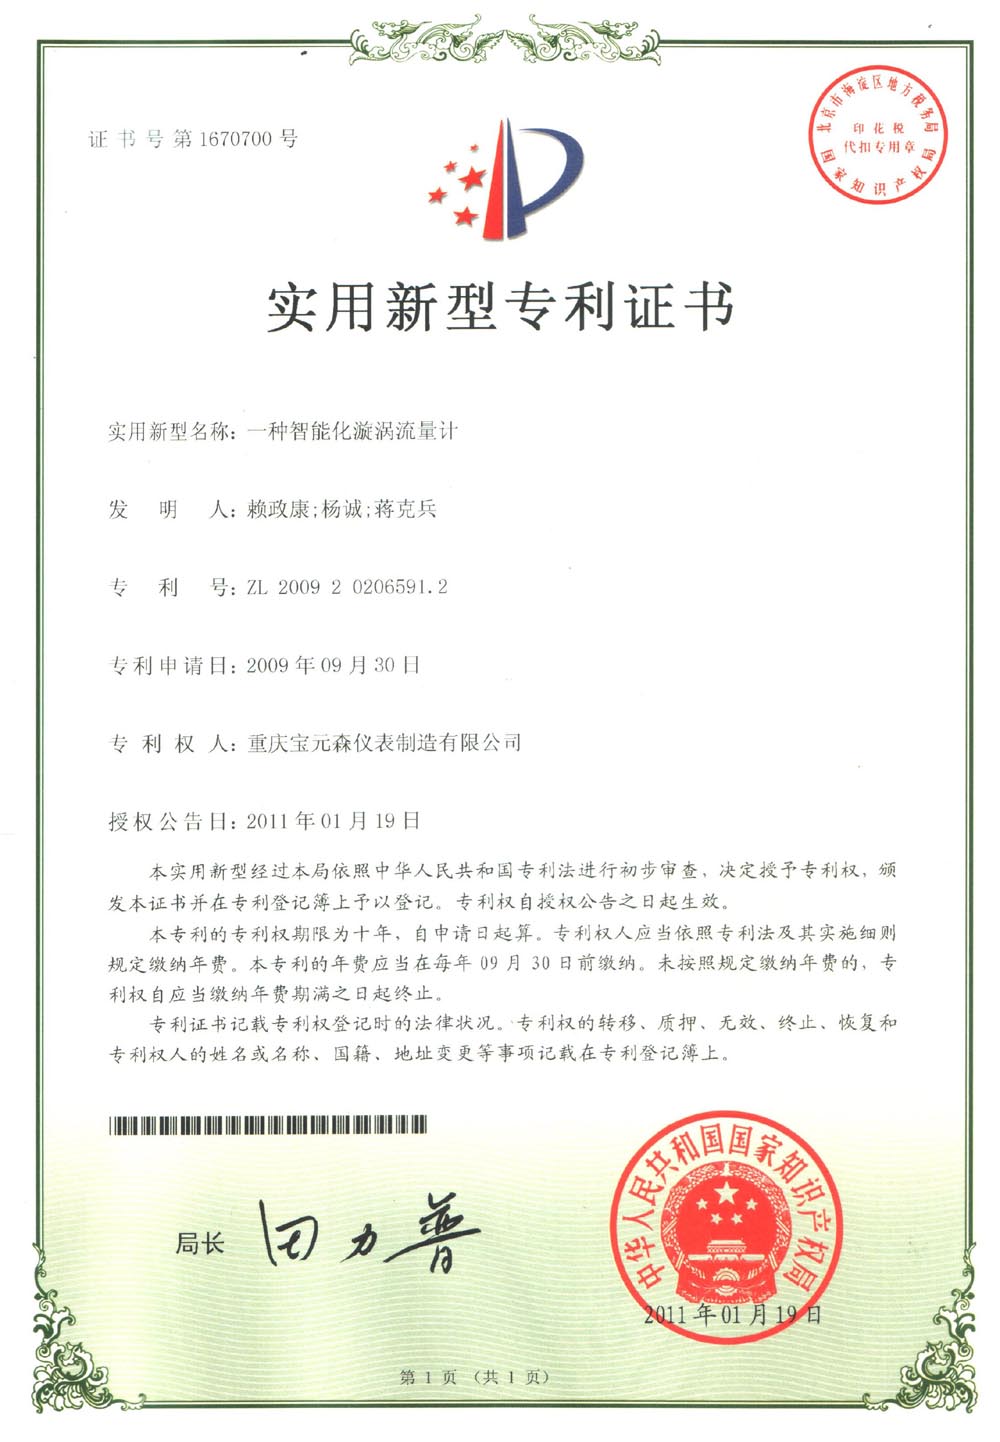 证书号第1670700号
北京市海淀区地方税务局
印花税
代扣专用章
国家知识产权局
实用新型专利证书
实用新型名称：一种智能化漩涡流量计
发明人：赖政康;杨诚;蒋克兵
专利号：ZL 2009 2 0206591.2
专利申请日：2009年09月30日
专利权人：重庆宝元森仪表制造有限公司
授权公告日：2011年01月19日
本实用新型经过本局依照中华人民共和国专利法进行初步审查，决定授予专利权，颁
发本证书并在专利登记簿上予以登记。专利权自授权公告之日起生效。
本专利的专利权期限为十年，自申请日起算。专利权人应当依照专利法及其实施细则
规定缴纳年费。本专利的年费应当在每年09月30日前缴纳。未按照规定缴纳年费的，专
利权自应当缴纳年费期满之日起终止。
专利证书记载专利权登记时的法律状况。专利权的转移、质押、无效、终止、恢复和
专利权人的姓名或名称、国籍、地址变更等事项记载在专利登记簿上。
局长
田力普
中华人民共和国国家知识产权局
2011年01月19日
第1页（共1页）